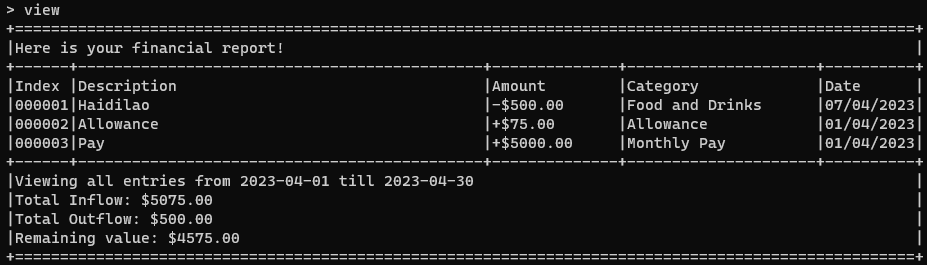 > view
+====================================================================================================+
|Here is your financial report!                                                                      |
+------+---------------------------------------------+--------------+---------------------+----------+
|Index |Description                                  |Amount        |Category             |Date      |
|000001|Haidilao                                     |-$500.00      |Food and Drinks      |07/04/2023|
|000002|Allowance                                    |+$75.00       |Allowance            |01/04/2023|
|000003|Pay                                          |+$5000.00     |Monthly Pay          |01/04/2023|
+------+---------------------------------------------+--------------+---------------------+----------+
|Viewing all entries from 2023-04-01 till 2023-04-30                                                 |
|Total Inflow: $5075.00                                                                              |
|Total Outflow: $500.00                                                                              |
|Remaining value: $4575.00                                                                           |
+====================================================================================================+